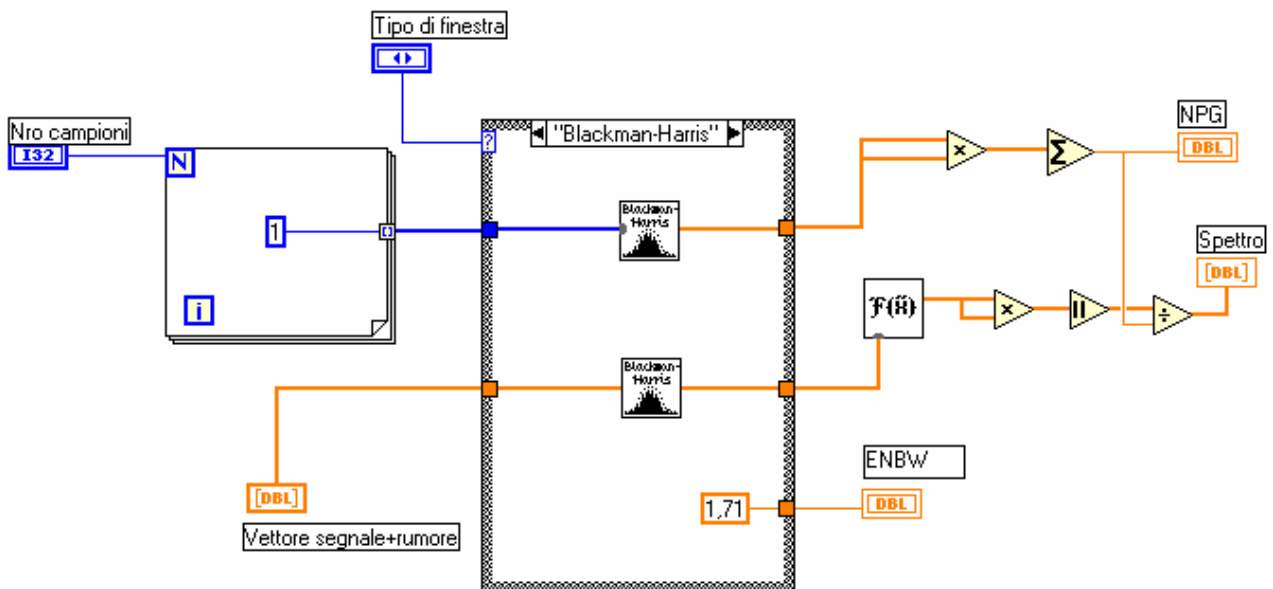 Tipo di finestra
Nro campioni
I32
N
1
i
?
"Blackman-Harris"
Blackman-
Harris
Blackman-
Harris
[DBL]
Vettore segnale+rumore
1,71
×
Σ
NPG
DBL
F{x}
×
||
÷
Spettro
[DBL]
ENBW
DBL